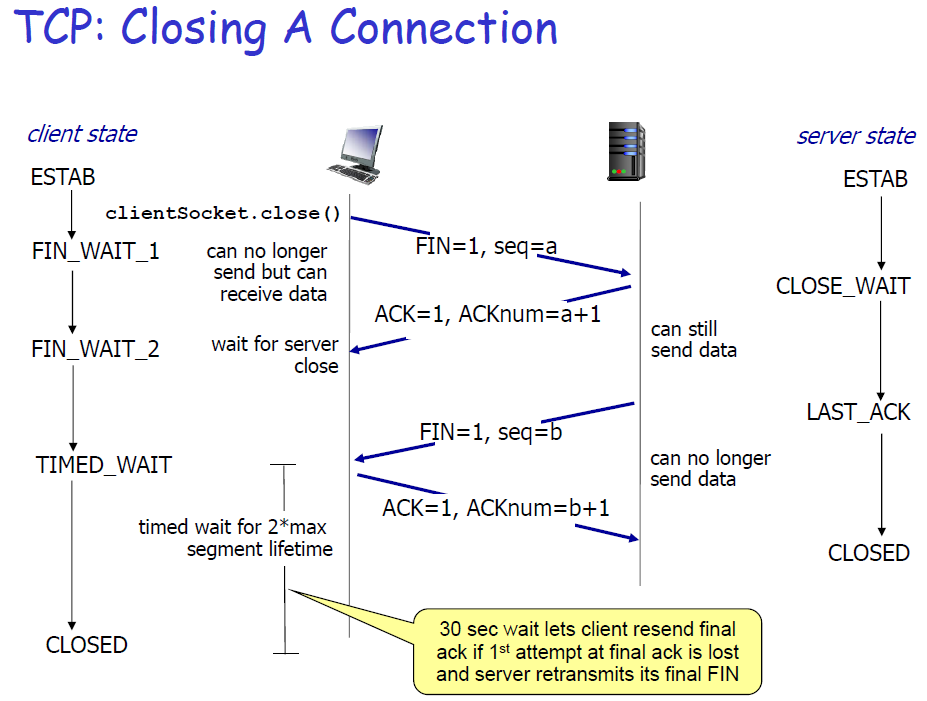 TCP: Closing A Connection
client state
server state
ESTAB
ESTAB
clientSocket.close()
FIN_WAIT_1
can no longer
send but can
receive data
FIN=1, seq=a
CLOSE_WAIT
ACK=1, ACKnum=a+1
can still
send data
FIN_WAIT_2
wait for server
close
LAST_ACK
FIN=1, seq=b
can no longer
send data
TIMED_WAIT
ACK=1, ACKnum=b+1
timed wait for 2*max
segment lifetime
CLOSED
CLOSED
30 sec wait lets client resend final
ack if 1st attempt at final ack is lost
and server retransmits its final FIN